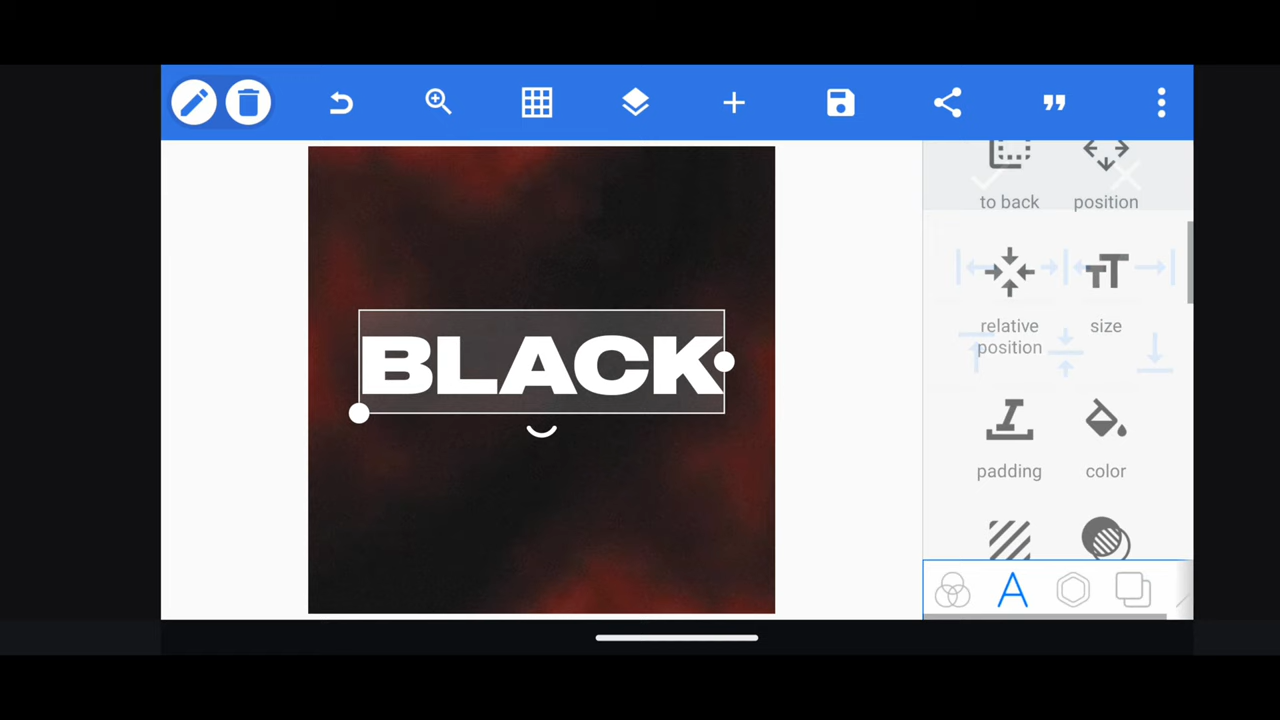 BLACK
to back
position
relative
position
size
padding
color